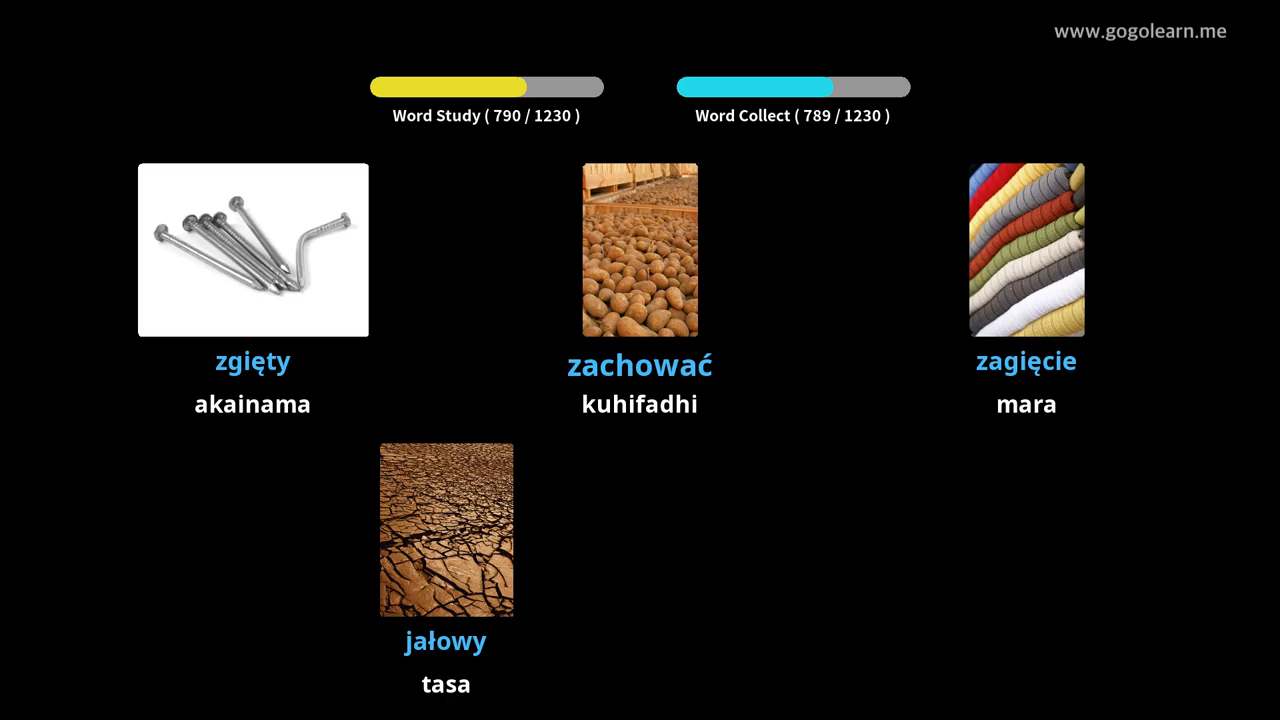 www.gogolearn.me
Word Study ( 790 / 1230 )
Word Collect ( 789 / 1230 )
zgięty
zachować
zagięcie
akainama
kuhifadhi
mara
jałowy
tasa